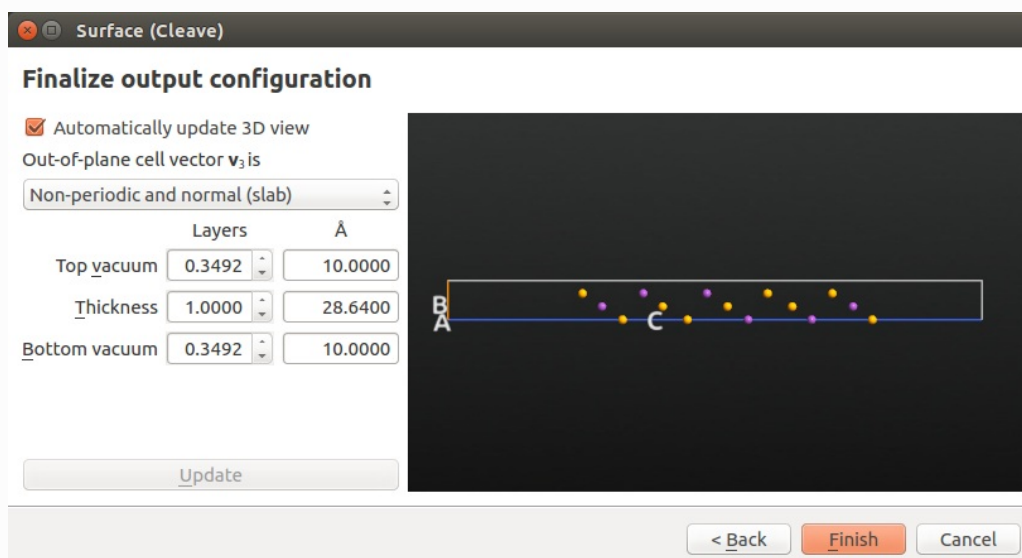 Surface (Cleave)
Finalize output configuration
Automatically update 3D view
Out-of-plane cell vector v₃ is
Non-periodic and normal (slab)
Layers Å
Top vacuum 0.3492 10.0000
Thickness 1.0000 28.6400
Bottom vacuum 0.3492 10.0000
Update
B
A
C
< Back Finish Cancel